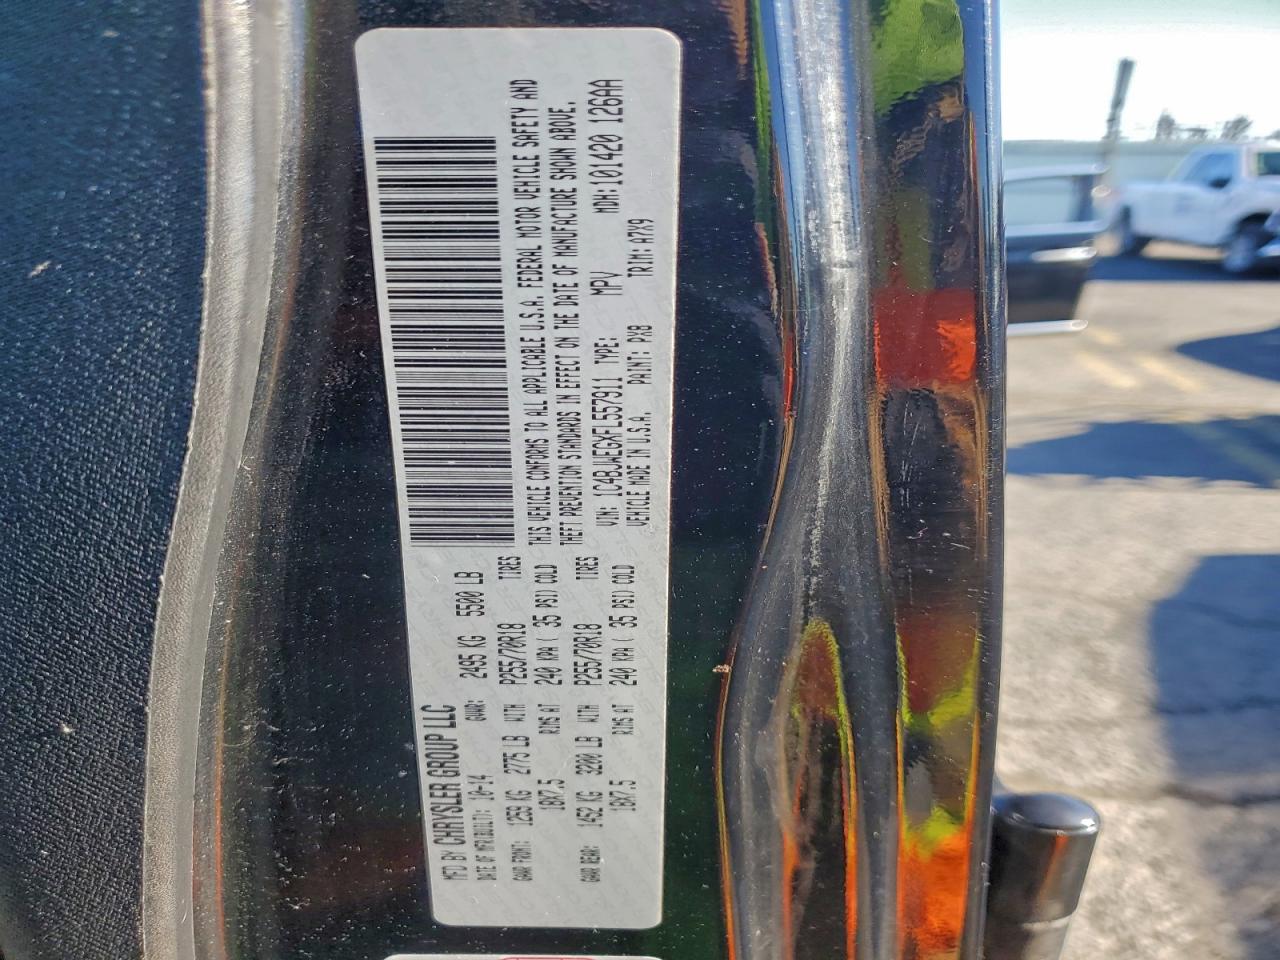 MFD BY CHRYSLER GROUP LLC
DATE OF MFR(BUILD): 10-14 GVWR: 2495 KG 5500 LB
GAWR FRONT: 1259 KG 2775 LB WITH P255/70R18 TIRES
18X7.5 RIMS AT 240 KPA ( 35 PSI) COLD
GAWR REAR: 1452 KG 3200 LB WITH P255/70R18 TIRES
18X7.5 RIMS AT 240 KPA ( 35 PSI) COLD
THIS VEHICLE CONFORMS TO ALL APPLICABLE U.S.A. FEDERAL MOTOR VEHICLE SAFETY AND
THEFT PREVENTION STANDARDS IN EFFECT ON THE DATE OF MANUFACTURE SHOWN ABOVE.
VIN: 1C4BJWEGXFL557911 TYPE: MPV MDH:101420 126AA
VEHICLE MADE IN U.S.A. PAINT: PX8 TRIM:A7X9